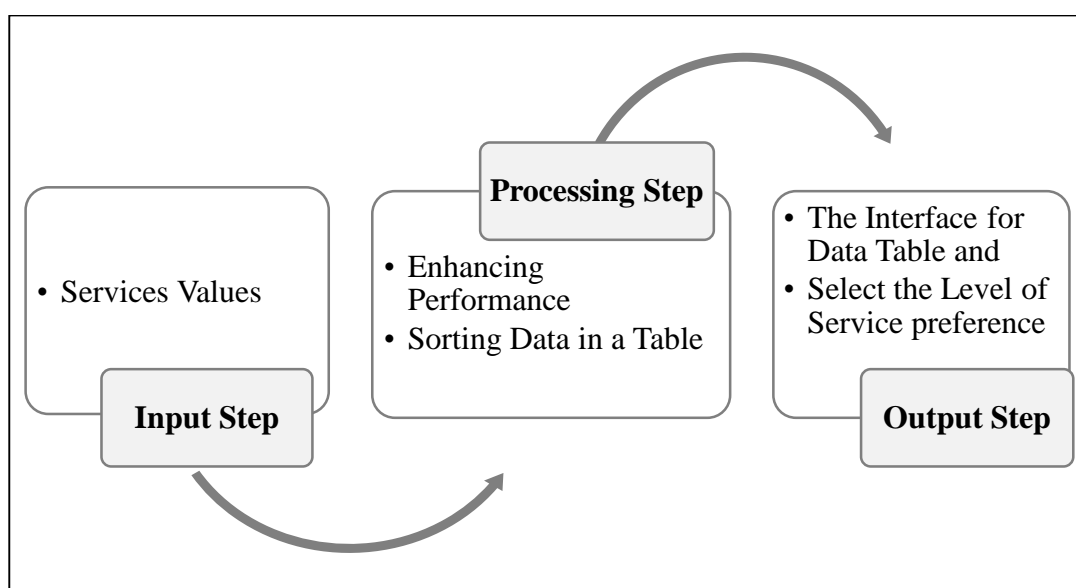 • Services Values
Input Step
Processing Step
• Enhancing
Performance
• Sorting Data in a Table
• The Interface for
Data Table and
• Select the Level of
Service preference
Output Step